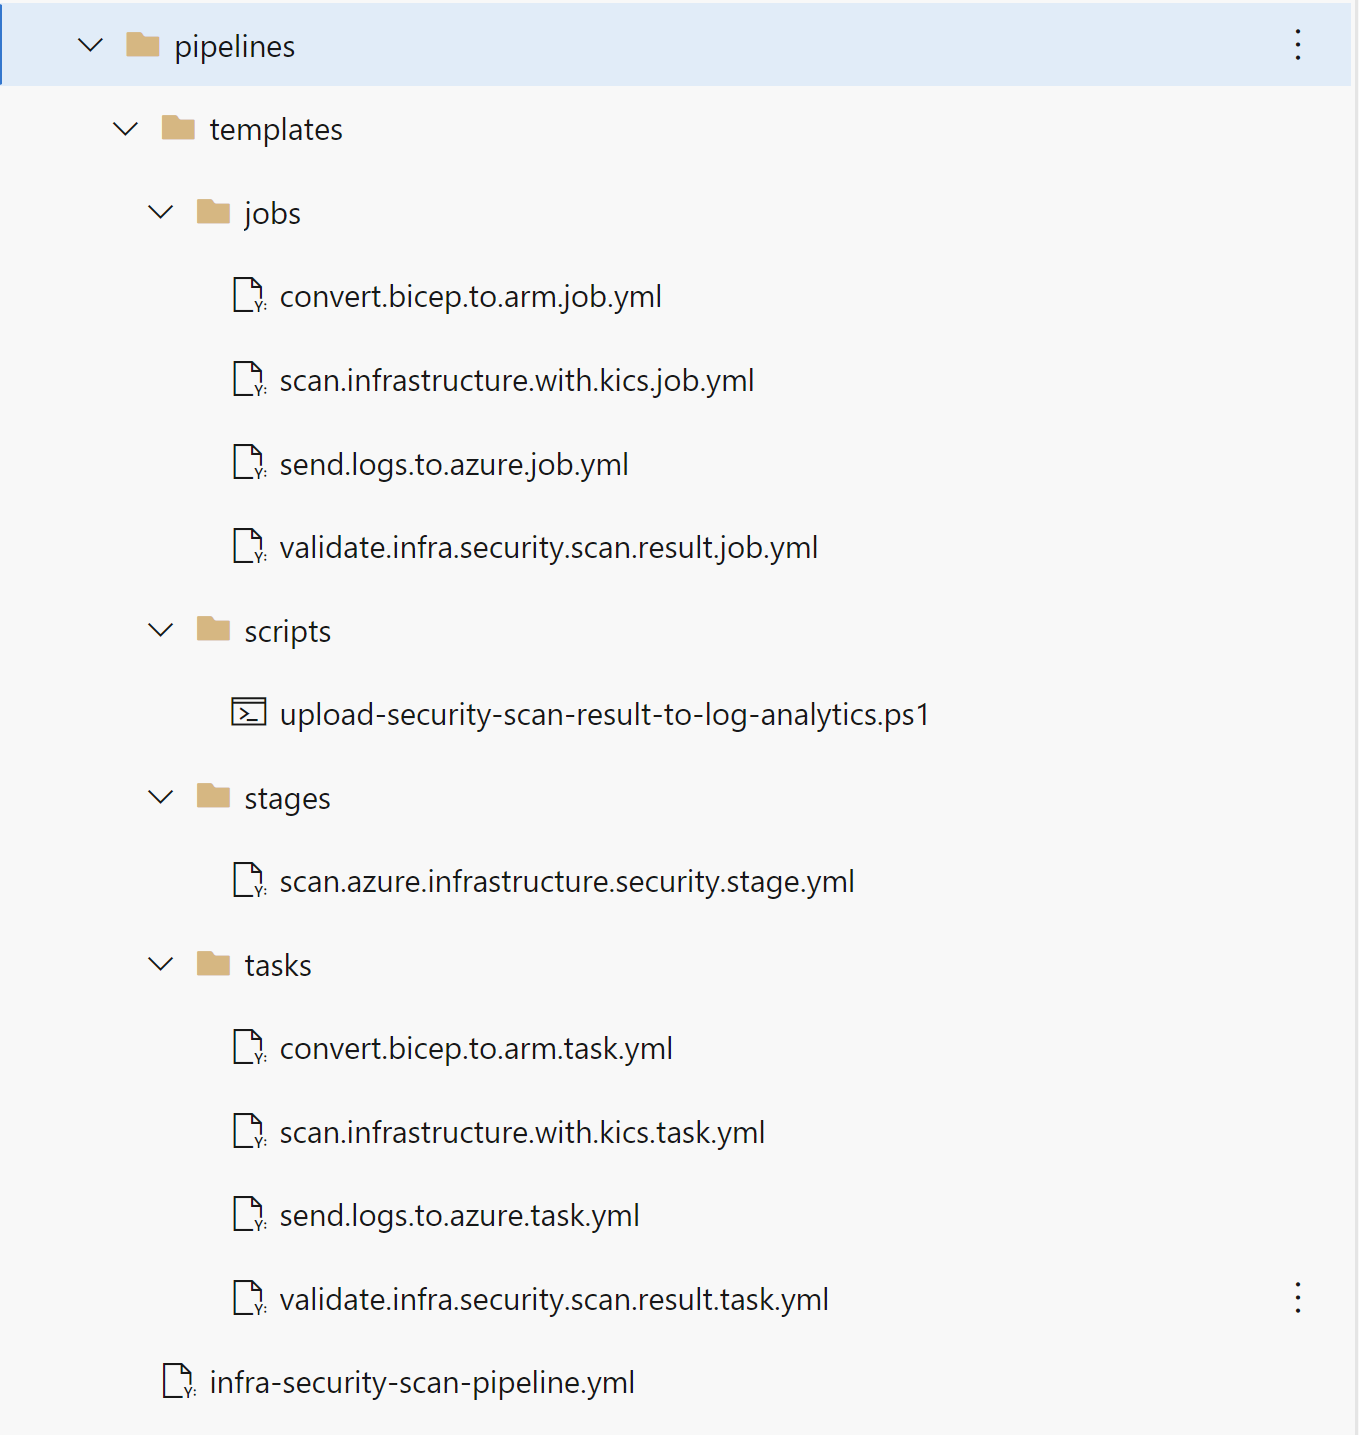 pipelines
templates
jobs
convert.bicep.to.arm.job.yml
scan.infrastructure.with.kics.job.yml
send.logs.to.azure.job.yml
validate.infra.security.scan.result.job.yml
scripts
upload-security-scan-result-to-log-analytics.ps1
stages
scan.azure.infrastructure.security.stage.yml
tasks
convert.bicep.to.arm.task.yml
scan.infrastructure.with.kics.task.yml
send.logs.to.azure.task.yml
validate.infra.security.scan.result.task.yml
infra-security-scan-pipeline.yml